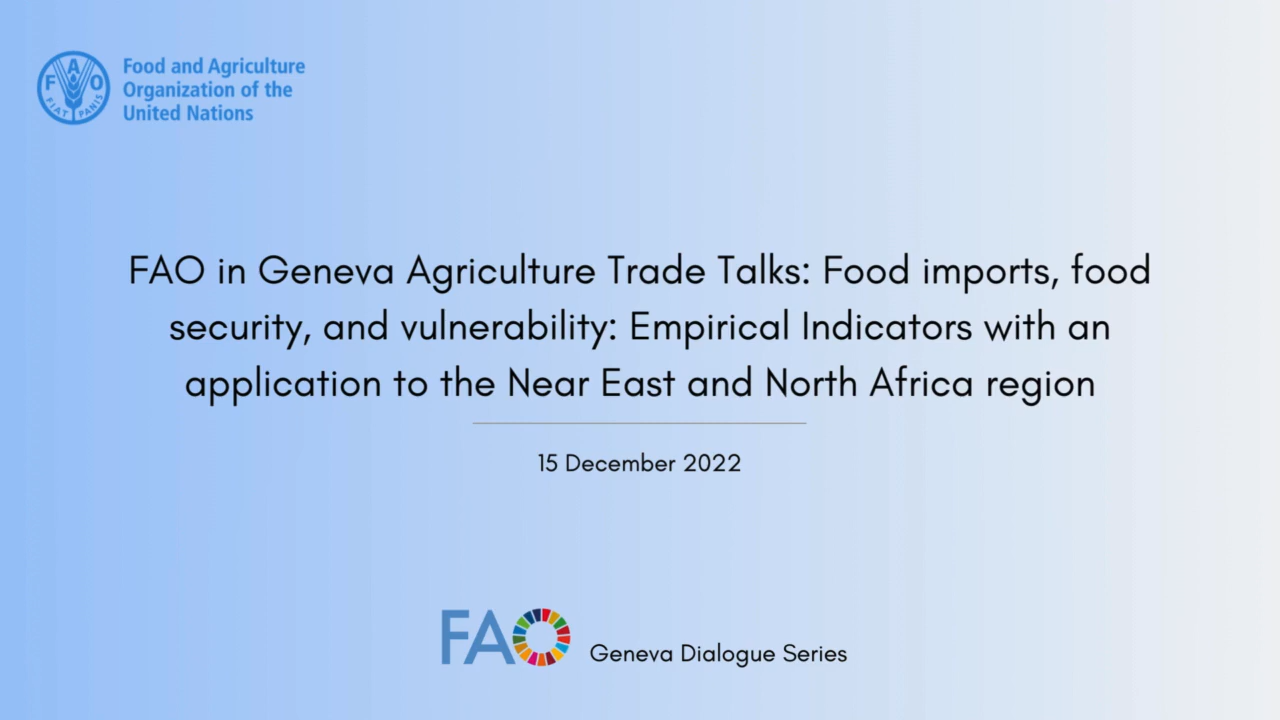 FAO
FIAT PANIS
Food and Agriculture
Organization of the
United Nations
FAO in Geneva Agriculture Trade Talks: Food imports, food
security, and vulnerability: Empirical Indicators with an
application to the Near East and North Africa region
15 December 2022
FAO Geneva Dialogue Series